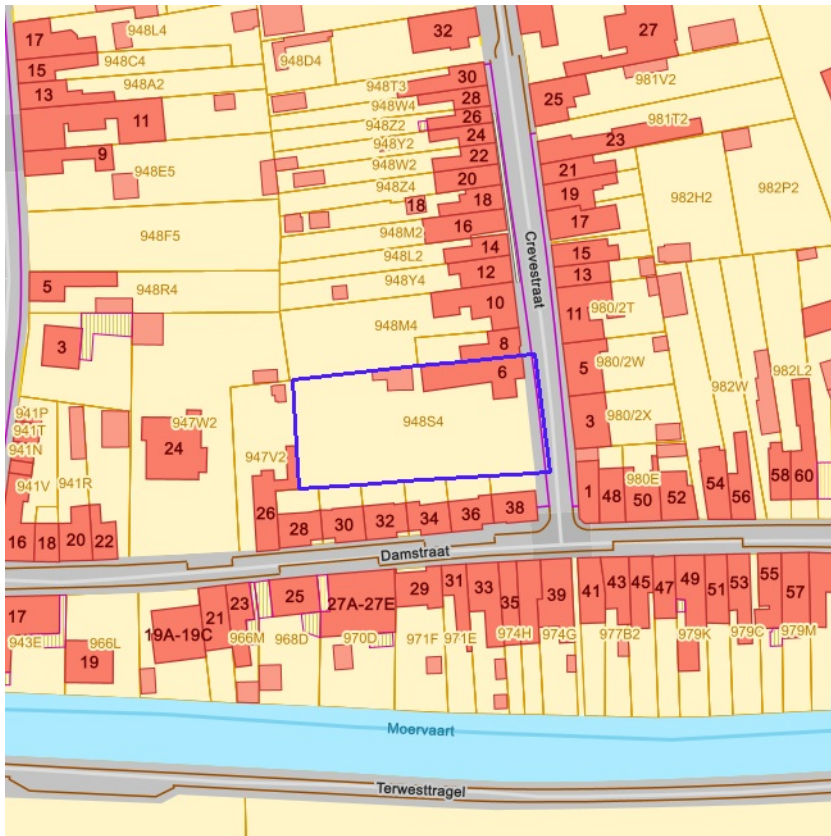 17
948L4
32
27
15
948C4
948D4
948A2
13
948T3
30
981V2
948W4
28
25
11
948Z2
26
981T2
948Y2
24
23
9
948W2
22
21
948E5
948Z4
20
19
982P2
982H2
18
18
17
948F5
948M2
16
Crevestraat
948L2
14
15
948R4
948Y4
12
13
5
10
980/2T
11
948M4
3
8
980/2W
982L2
6
5
982W
941P
947W2
948S4
980/2X
941T
3
941N
24
947V2
941V
941R
980E
58
60
1
48
50
52
54
56
26
38
16
18
20
22
28
30
32
34
36
Damstraat
17
25
27A-27E
29
31
33
35
39
41
43
45
47
49
51
53
55
57
19A-19C
21
23
943E
966L
966M
968D
970D
971F
971E
974H
974G
977B2
979K
979C
979M
19
Moervaart
Terwesttragel